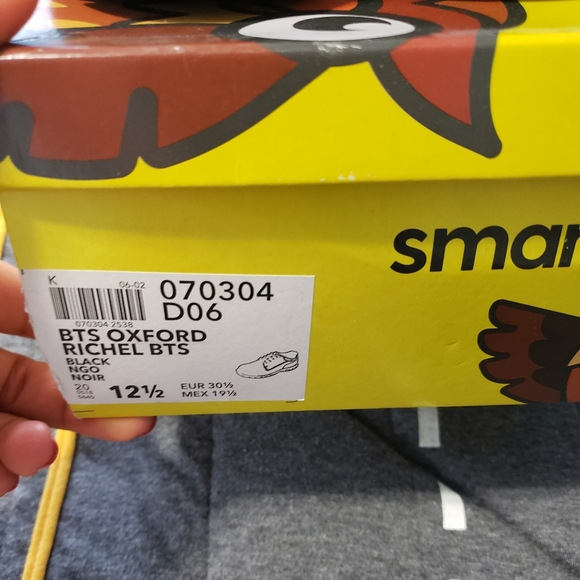 smar
K 06-02
070304
D06
070304 2538
BTS OXFORD
RICHEL BTS
BLACK
NGO
NOIR
20
12½
EUR 30½
MEX 19½